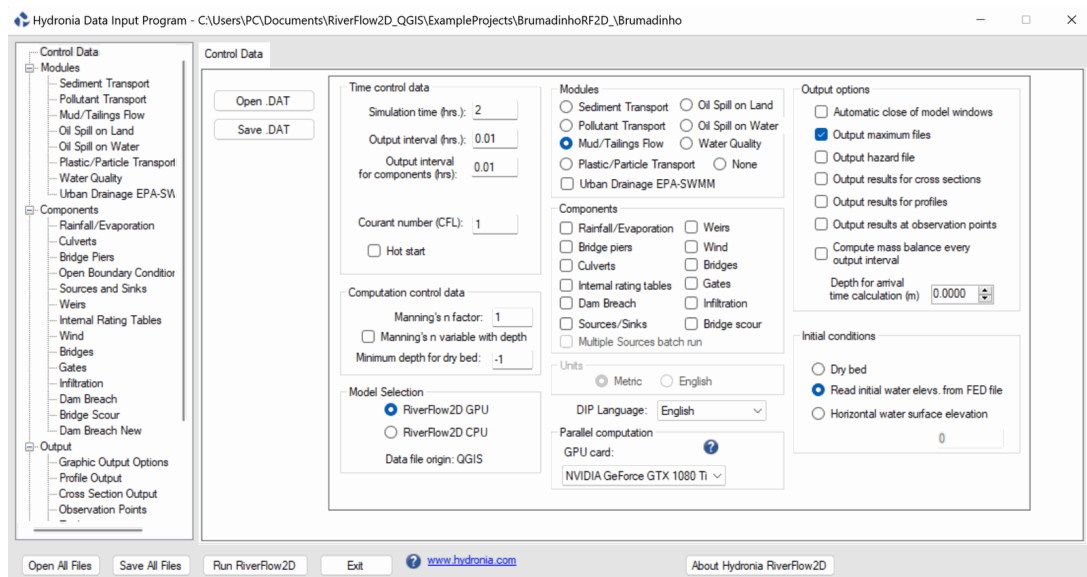 Hydronia Data Input Program - C:\Users\PC\Documents\RiverFlow2D_QGIS\ExampleProjects\BrumadinhoRF2D_\Brumadinho
Control Data
Modules
Sediment Transport
Pollutant Transport
Mud/Tailings Flow
Oil Spill on Land
Oil Spill on Water
Plastic/Particle Transport
Water Quality
Urban Drainage EPA-SW
Components
Rainfall/Evaporation
Culverts
Bridge Piers
Open Boundary Condition
Sources and Sinks
Weirs
Internal Rating Tables
Wind
Bridges
Gates
Infiltration
Dam Breach
Bridge Scour
Dam Breach New
Output
Graphic Output Options
Profile Output
Cross Section Output
Observation Points
Control Data
Open .DAT
Save .DAT
Time control data
Simulation time (hrs.): 2
Output interval (hrs.): 0.01
Output interval
for components (hrs): 0.01
Courant number (CFL): 1
Hot start
Computation control data
Manning's n factor: 1
Manning's n variable with depth
Minimum depth for dry bed: -1
Model Selection
RiverFlow2D GPU
RiverFlow2D CPU
Data file origin: QGIS
Modules
Sediment Transport Oil Spill on Land
Pollutant Transport Oil Spill on Water
Mud/Tailings Flow Water Quality
Plastic/Particle Transport None
Urban Drainage EPA-SWMM
Components
Rainfall/Evaporation Weirs
Bridge piers Wind
Culverts Bridges
Internal rating tables Gates
Dam Breach Infiltration
Sources/Sinks Bridge scour
Multiple Sources batch run
Units
Metric English
DIP Language: English
Parallel computation
GPU card: ?
NVIDIA GeForce GTX 1080 Ti
Output options
Automatic close of model windows
Output maximum files
Output hazard file
Output results for cross sections
Output results for profiles
Output results at observation points
Compute mass balance every
output interval
Depth for arrival
time calculation (m) 0.0000
Initial conditions
Dry bed
Read initial water elevs. from FED file
Horizontal water surface elevation
0
Open All Files Save All Files Run RiverFlow2D Exit ? www.hydronia.com About Hydronia RiverFlow2D